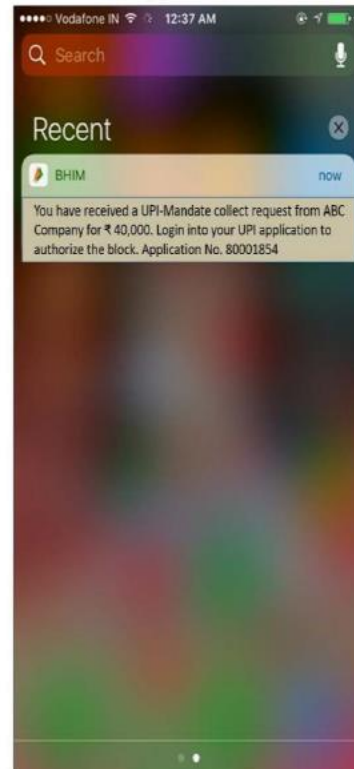 Vodafone IN 12:37 AM
Search
Recent
BHIM now
You have received a UPI-Mandate collect request from ABC
Company for ₹ 40,000. Login into your UPI application to
authorize the block. Application No. 80001854